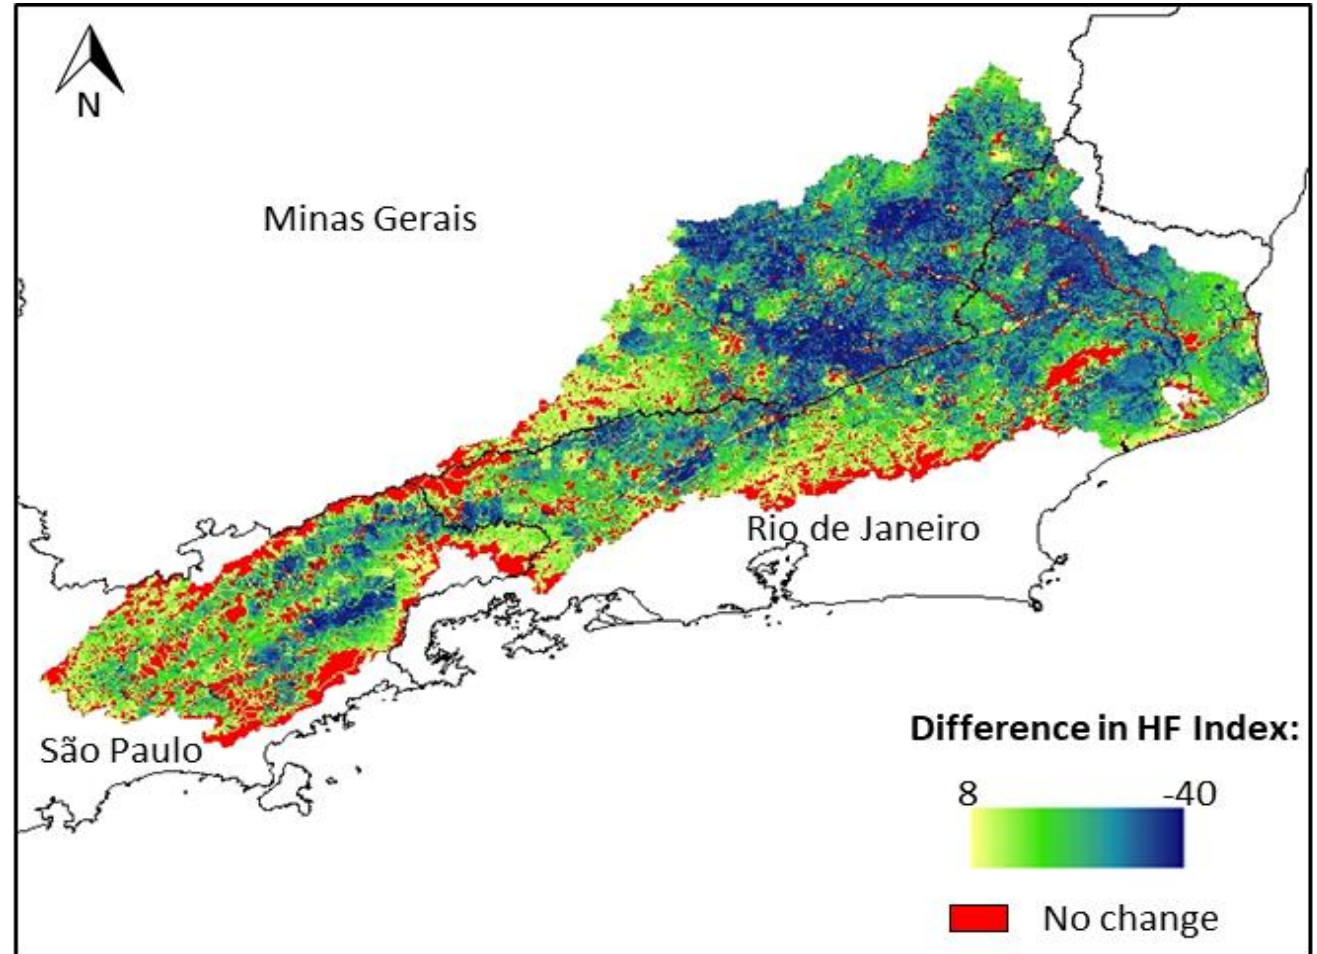 N
Minas Gerais
Rio de Janeiro
São Paulo
Difference in HF Index:
8 -40
No change